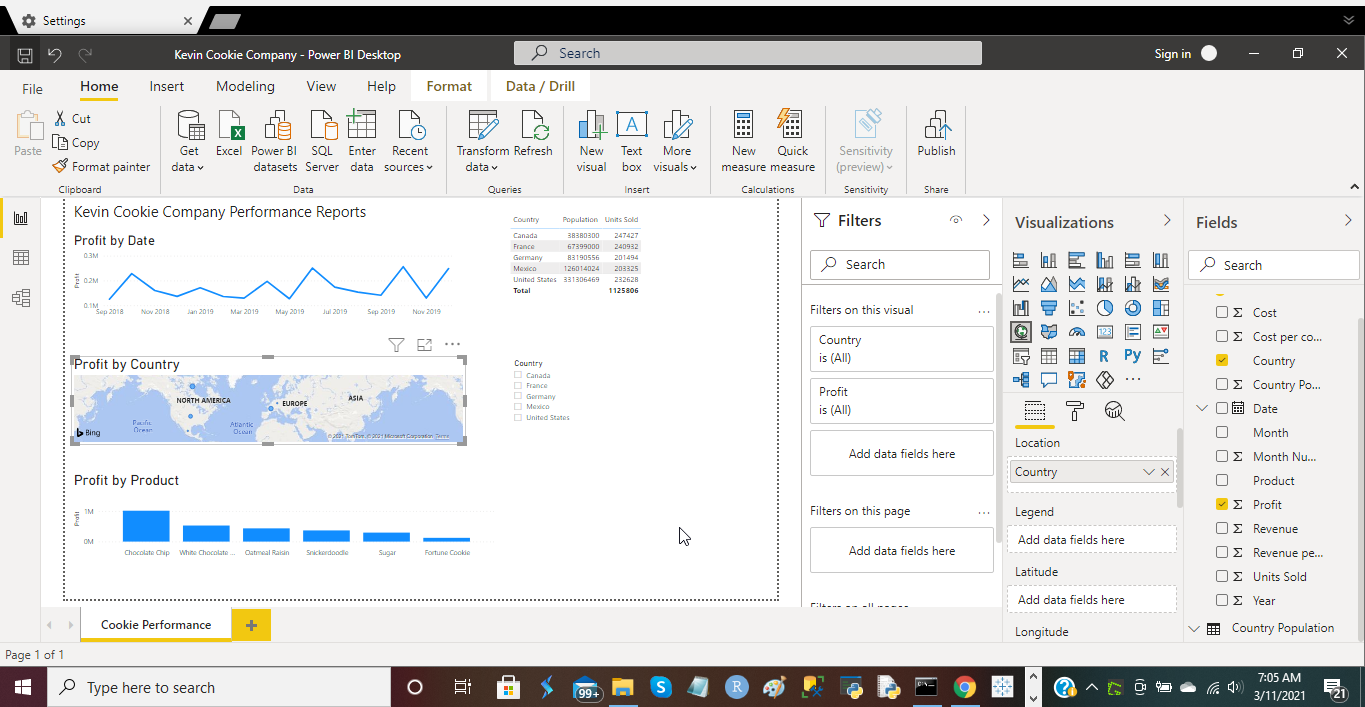 Settings
Kevin Cookie Company - Power BI Desktop
Search
Sign in
File
Home
Insert
Modeling
View
Help
Format
Data / Drill
Paste
Cut
Copy
Format painter
Clipboard
Get data
Excel
Power BI datasets
SQL Server
Enter data
Recent sources
Data
Transform data
Refresh
Queries
New visual
Text box
More visuals
Insert
New measure
Quick measure
Calculations
Sensitivity (preview)
Sensitivity
Publish
Share
Kevin Cookie Company Performance Reports
Profit by Date
Profit
0.3M
0.2M
0.1M
Sep 2018 Nov 2018 Jan 2019 Mar 2019 May 2019 Jul 2019 Sep 2019 Nov 2019
Country Population Units Sold
Canada 38380300 247427
France 67399000 240932
Germany 83190556 201494
Mexico 126014024 203325
United States 331306469 232628
Total 1125806
Profit by Country
NORTH AMERICA
EUROPE
ASIA
Pacific
Ocean
Atlantic
Ocean
Bing
© 2021 TomTom, © 2021 Microsoft Corporation Terms
Country
Canada
France
Germany
Mexico
United States
Profit by Product
Profit
1M
0M
Chocolate Chip White Chocolate ... Oatmeal Raisin Snickerdoodle Sugar Fortune Cookie
Filters
Search
Filters on this visual
Country
is (All)
Profit
is (All)
Add data fields here
Filters on this page
Add data fields here
Filters on all pages
Visualizations
R
Py
123
Location
Country
Legend
Add data fields here
Latitude
Add data fields here
Longitude
Fields
Search
Cost
Cost per co...
Country
Country Po...
Date
Month
Month Nu...
Product
Profit
Revenue
Revenue pe...
Units Sold
Year
Country Population
Cookie Performance
Page 1 of 1
Type here to search
99+
7:05 AM
3/11/2021
21